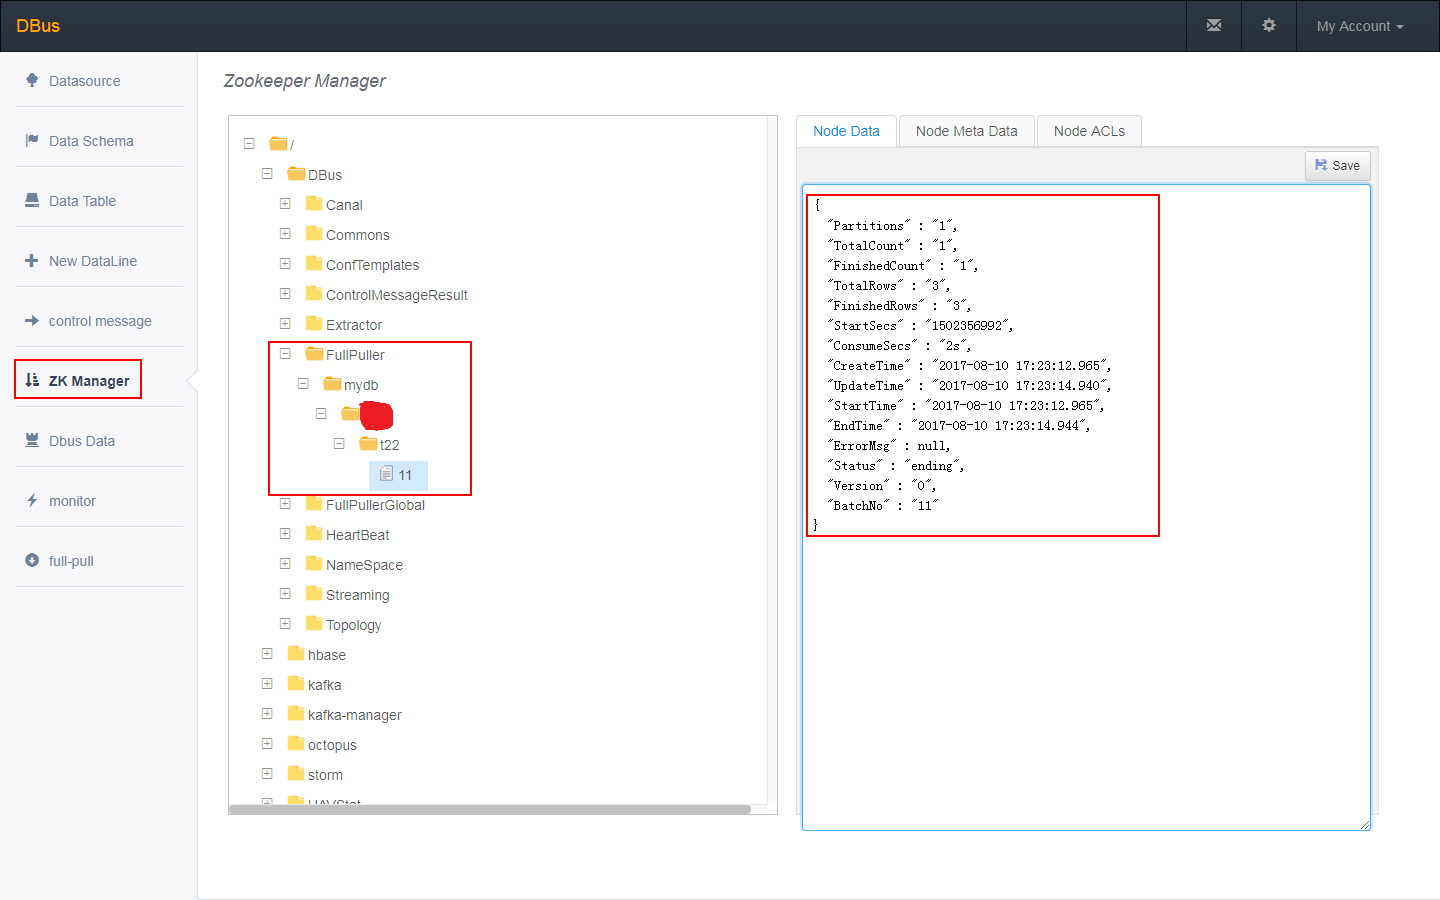 DBus
My Account
Datasource
Data Schema
Data Table
New DataLine
control message
ZK Manager
Dbus Data
monitor
full-pull
Zookeeper Manager
/
DBus
Canal
Commons
ConfTemplates
ControlMessageResult
Extractor
FullPuller
mydb
t22
11
FullPullerGlobal
HeartBeat
NameSpace
Streaming
Topology
hbase
kafka
kafka-manager
octopus
storm
Node Data
Node Meta Data
Node ACLs
Save
{
"Partitions" : "1",
"TotalCount" : "1",
"FinishedCount" : "1",
"TotalRows" : "3",
"FinishedRows" : "3",
"StartSecs" : "1502356992",
"ConsumeSecs" : "2s",
"CreateTime" : "2017-08-10 17:23:12.965",
"UpdateTime" : "2017-08-10 17:23:14.940",
"StartTime" : "2017-08-10 17:23:12.965",
"EndTime" : "2017-08-10 17:23:14.944",
"ErrorMsg" : null,
"Status" : "ending",
"Version" : "0",
"BatchNo" : "11"
}